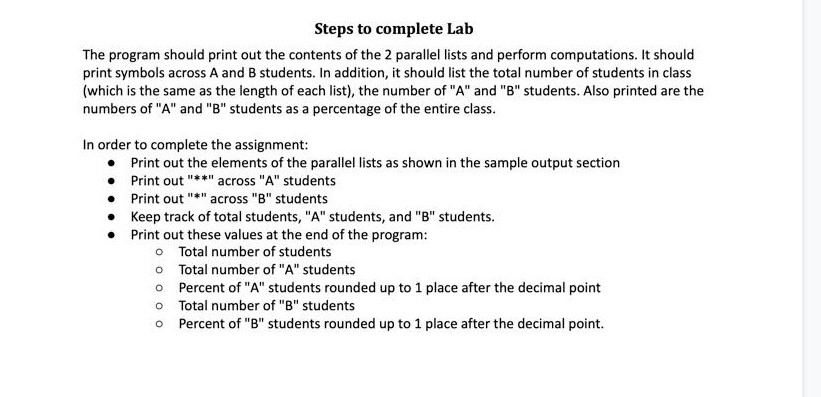 Steps to complete Lab
The program should print out the contents of the 2 parallel lists and perform computations. It should
print symbols across A and B students. In addition, it should list the total number of students in class
(which is the same as the length of each list), the number of "A" and "B" students. Also printed are the
numbers of "A" and "B" students as a percentage of the entire class.
In order to complete the assignment:
● Print out the elements of the parallel lists as shown in the sample output section
● Print out "**" across "A" students
● Print out "*" across "B" students
● Keep track of total students, "A" students, and "B" students.
● Print out these values at the end of the program:
○ Total number of students
○ Total number of "A" students
○ Percent of "A" students rounded up to 1 place after the decimal point
○ Total number of "B" students
○ Percent of "B" students rounded up to 1 place after the decimal point.